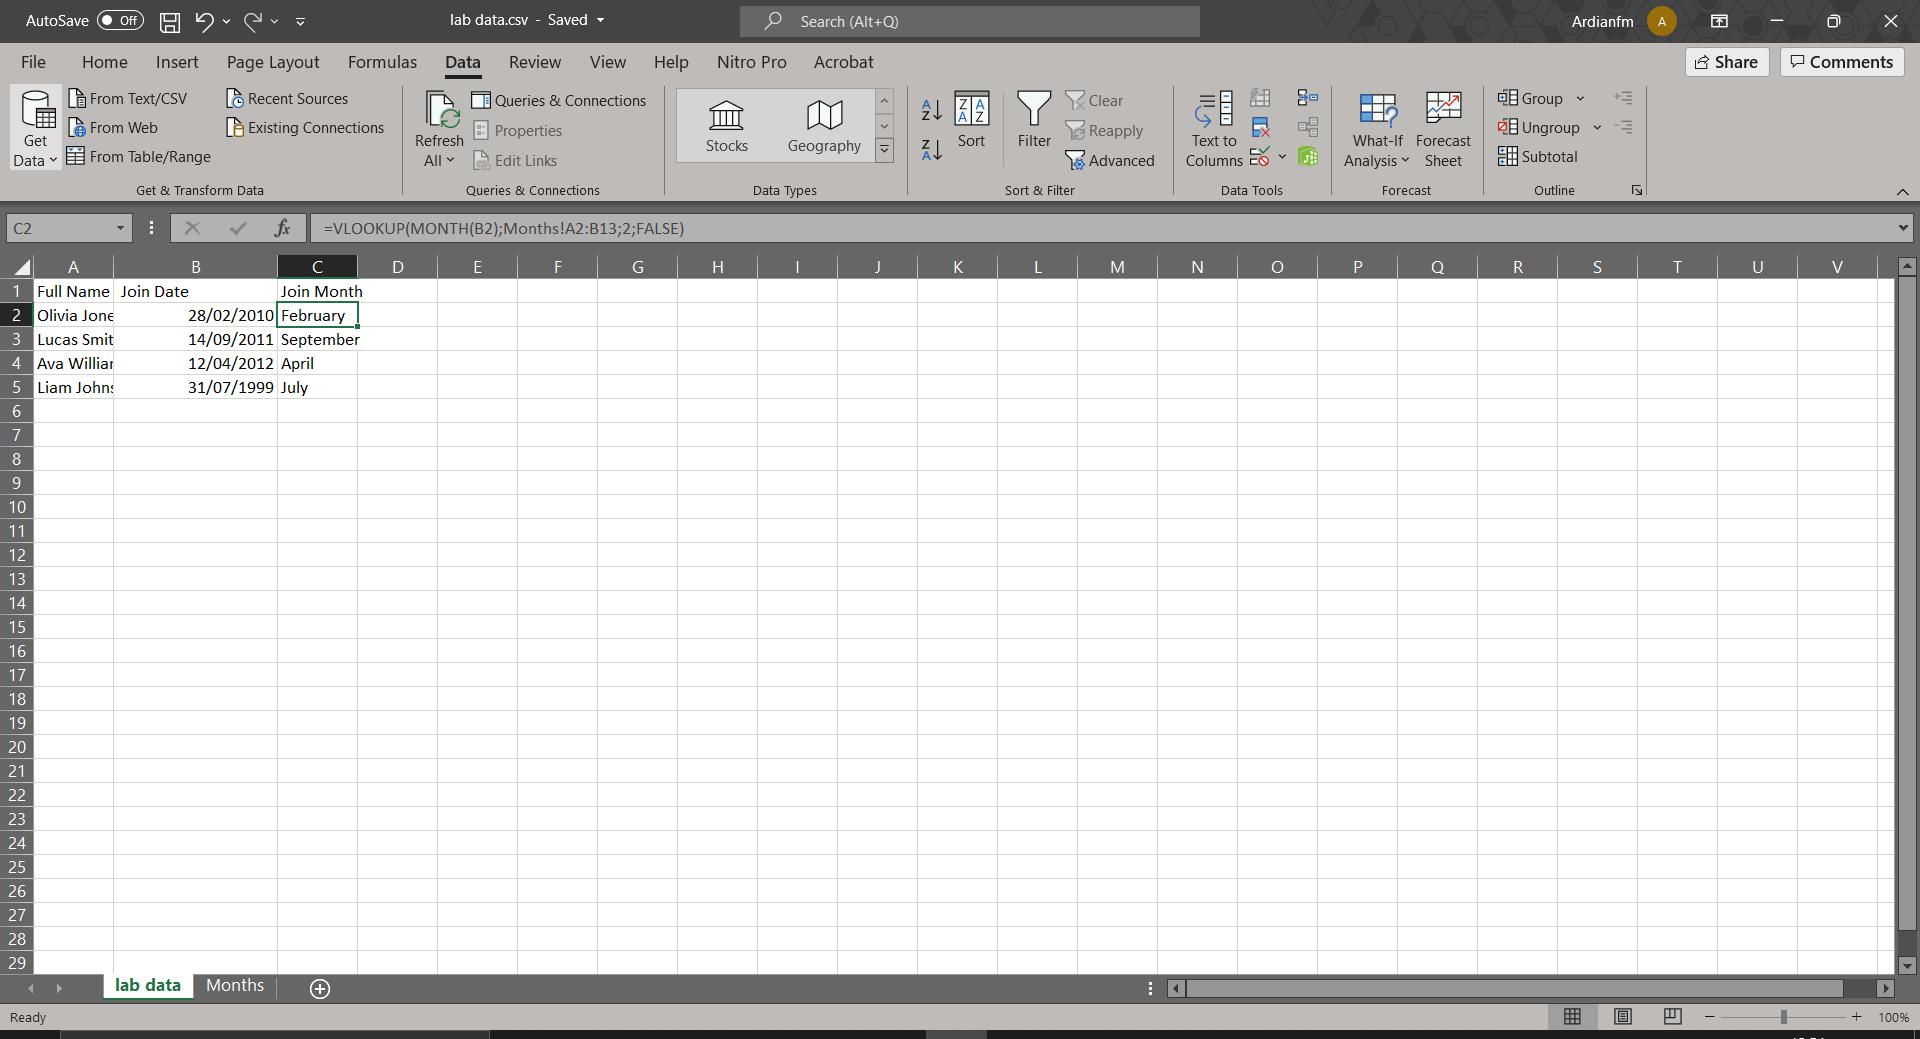 AutoSave Off lab data.csv - Saved Search (Alt+Q) Ardianfm A
File Home Insert Page Layout Formulas Data Review View Help Nitro Pro Acrobat Share Comments
Get Data
From Text/CSV
From Web
From Table/Range
Recent Sources
Existing Connections
Get & Transform Data
Refresh All
Queries & Connections
Properties
Edit Links
Queries & Connections
Stocks Geography
Data Types
Sort
Filter
Clear
Reapply
Advanced
Sort & Filter
Text to Columns
Data Tools
What-If Analysis
Forecast Sheet
Forecast
Group
Ungroup
Subtotal
Outline
C2 fx =VLOOKUP(MONTH(B2);Months!A2:B13;2;FALSE)
A B C D E F G H I J K L M N O P Q R S T U V
1 Full Name Join Date Join Month
2 Olivia Jone 28/02/2010 February
3 Lucas Smit 14/09/2011 September
4 Ava Williar 12/04/2012 April
5 Liam Johns 31/07/1999 July
6
7
8
9
10
11
12
13
14
15
16
17
18
19
20
21
22
23
24
25
26
27
28
29
lab data Months
Ready 100%